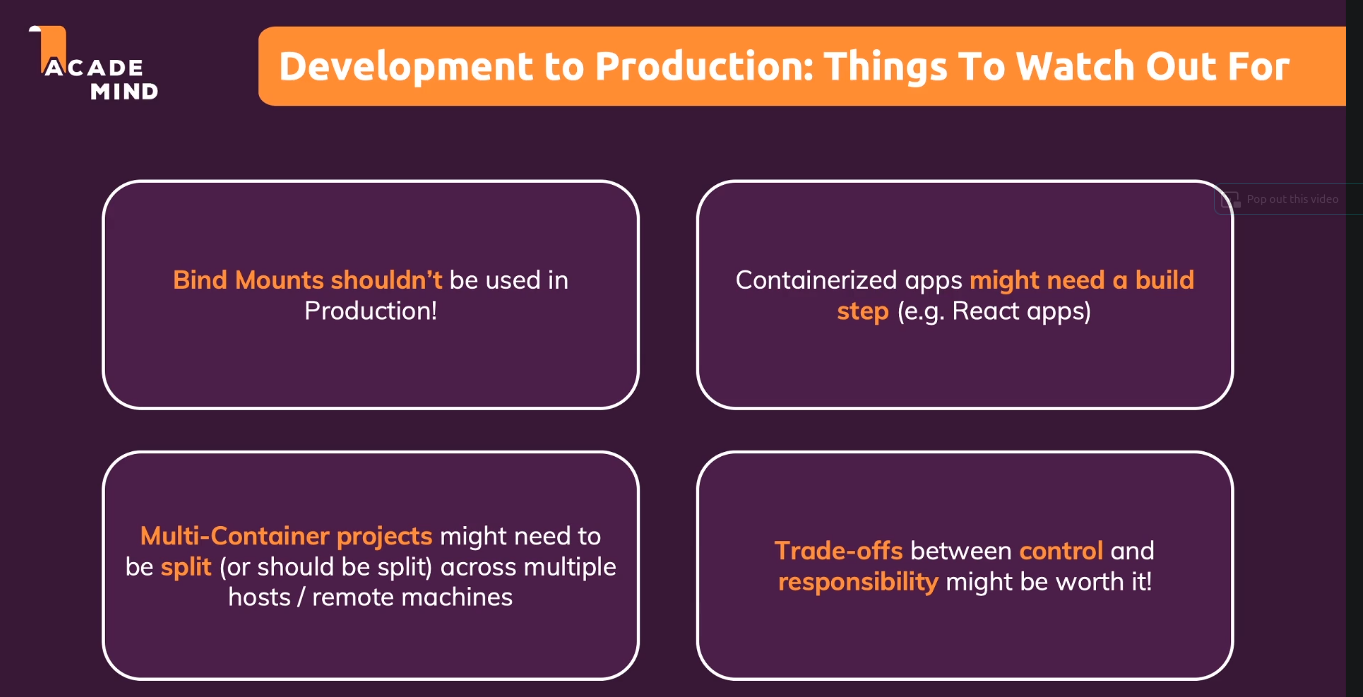 ACADE
MIND
Development to Production: Things To Watch Out For
Pop out this video
Bind Mounts shouldn’t be used in
Production!
Containerized apps might need a build
step (e.g. React apps)
Multi-Container projects might need to
be split (or should be split) across multiple
hosts / remote machines
Trade-offs between control and
responsibility might be worth it!